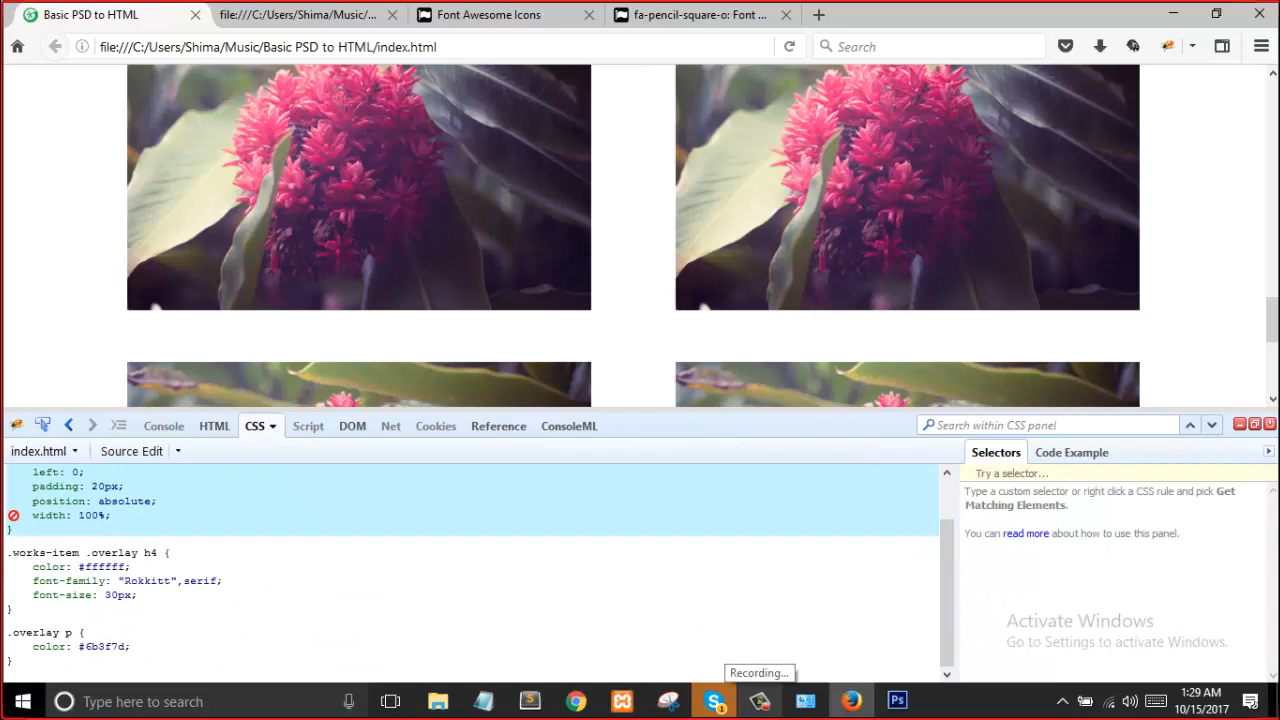 Basic PSD to HTML
file:///C:/Users/Shima/Music/...
Font Awesome Icons
fa-pencil-square-o: Font ...
file:///C:/Users/Shima/Music/Basic PSD to HTML/index.html
Search
Console
HTML
CSS
Script
DOM
Net
Cookies
Reference
ConsoleML
Search within CSS panel
index.html
Source Edit
Selectors
Code Example
left: 0;
padding: 20px;
position: absolute;
width: 100%;
}
.works-item .overlay h4 {
color: #ffffff;
font-family: "Rokkitt",serif;
font-size: 30px;
}
.overlay p {
color: #6b3f7d;
}
Try a selector...
Type a custom selector or right click a CSS rule and pick Get
Matching Elements.
You can read more about how to use this panel.
Activate Windows
Go to Settings to activate Windows.
Recording...
Type here to search
1:29 AM
10/15/2017